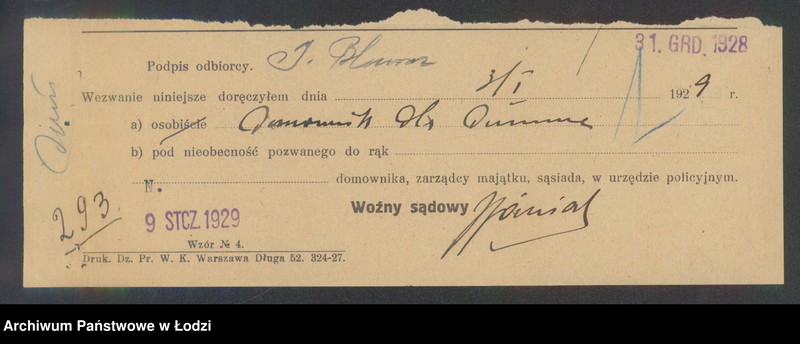 31. GRD. 1928
Podpis odbiorcy.
Wezwanie niniejsze doręczyłem dnia 3/I 1929 r.
a) osobiście
b) pod nieobecność pozwanego do rąk
N. domownika, zarządcy majątku, sąsiada, w urzędzie policyjnym.
293
9 STCZ. 1929
Woźny sądowy
Wzór № 4.
Druk. Dz. Pr. W. K. Warszawa Długa 52. 324-27.
Archiwum Państwowe w Łodzi